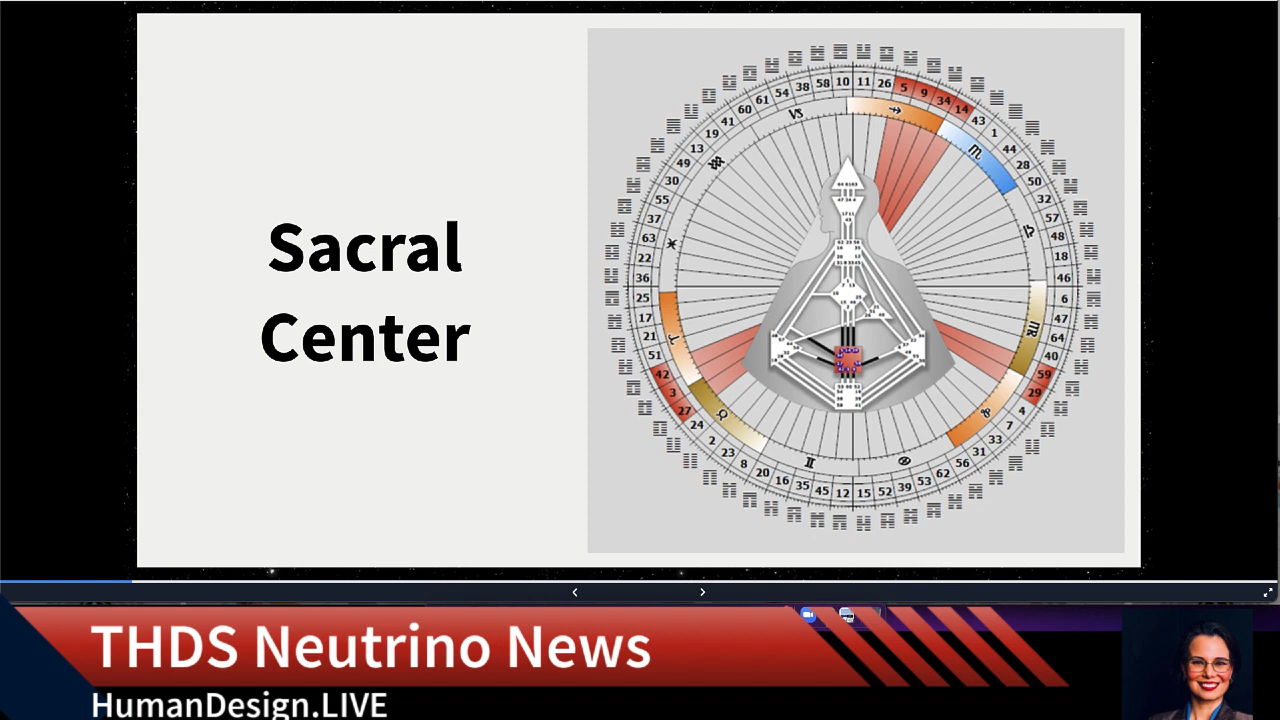 Sacral
Center
10 11 26 5 9 34 14 43 1 44 28 50 32 57 48 18 46 6 47 64 40 59 29 4 7 33 31 56 62 53 39 52 15 12 45 35 16 20 8 23 2 24 27 3 42 51 21 17 25 36 22 63 37 55 30 49 13 19 41 60 61 54 38 58
THDS Neutrino News
HumanDesign.LIVE